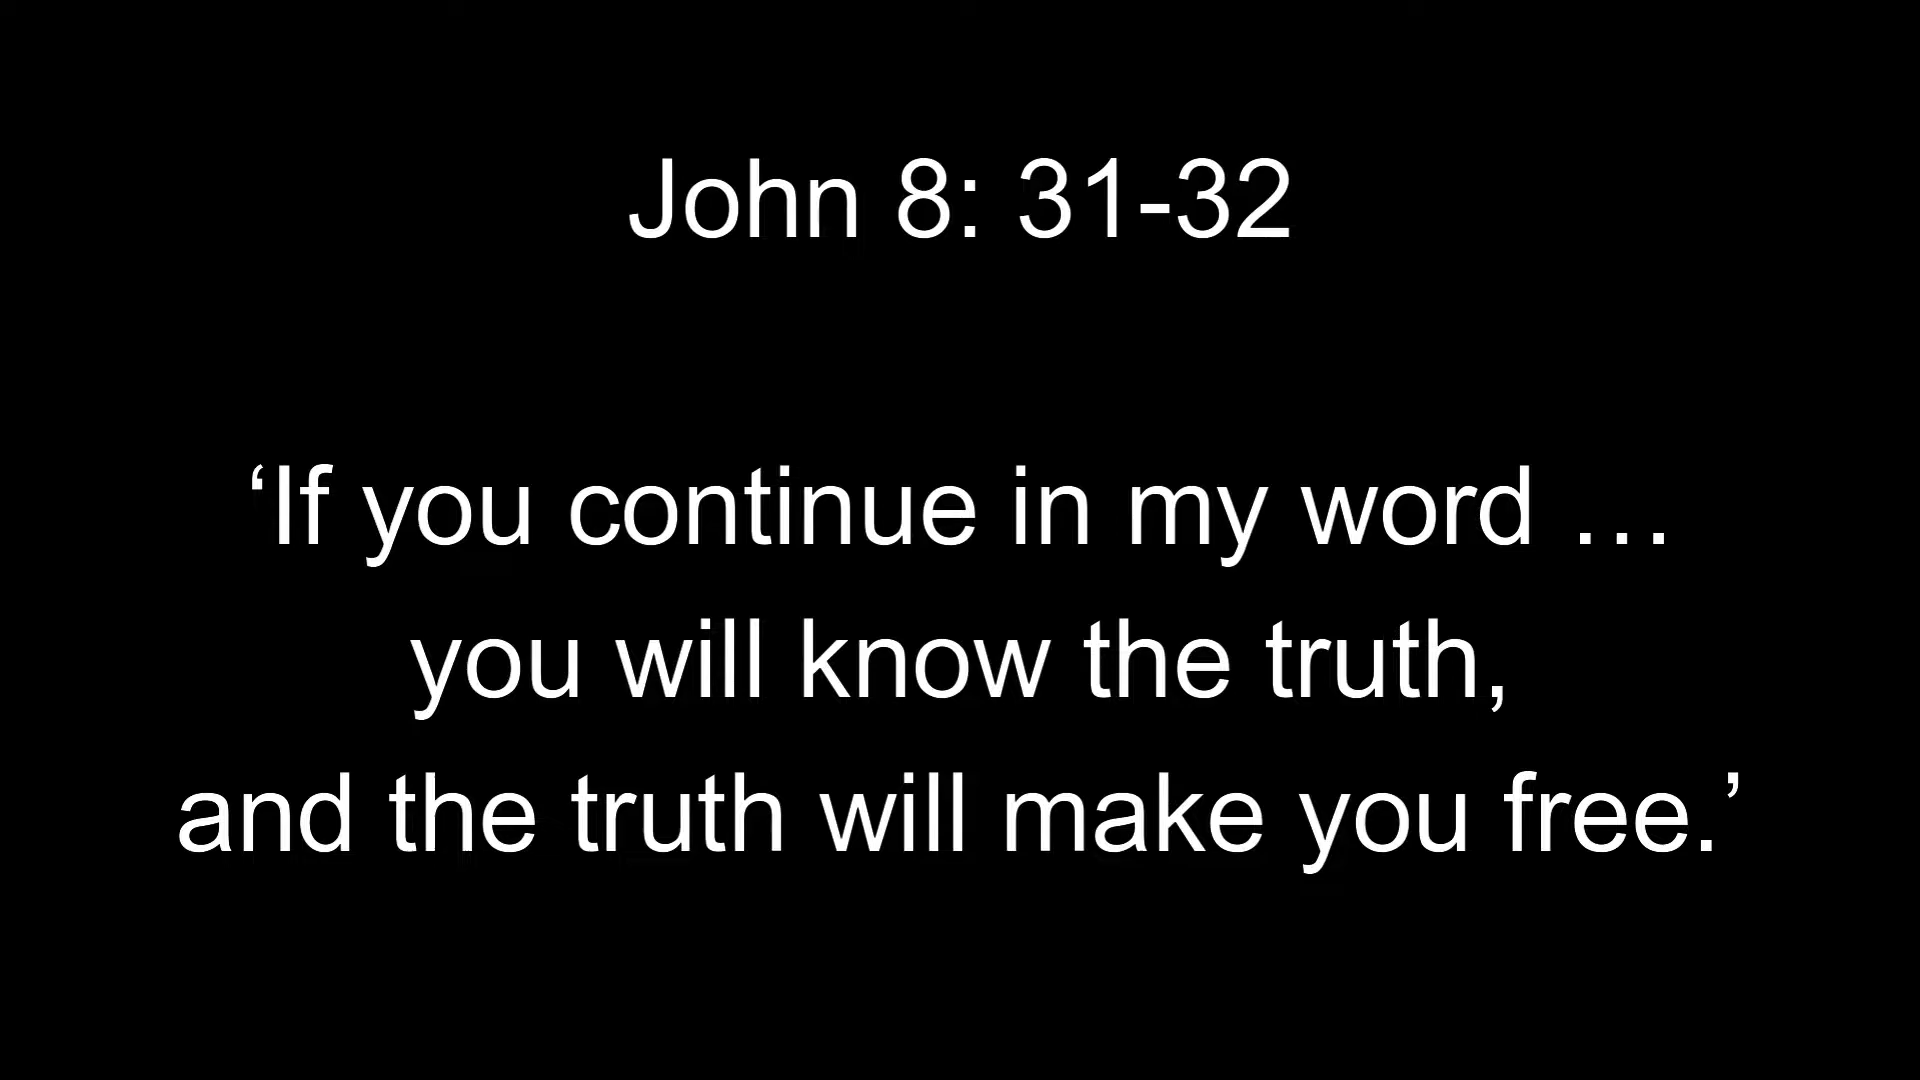 John 8: 31-32
‘If you continue in my word …
you will know the truth,
and the truth will make you free.’